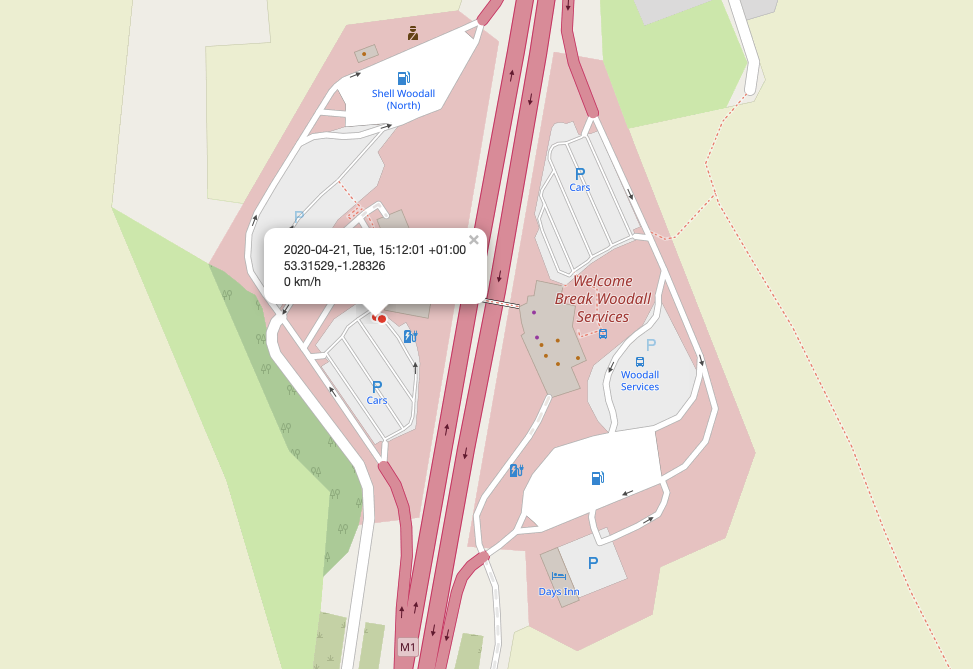 Shell Woodall
(North)
P
Cars
P
2020-04-21, Tue, 15:12:01 +01:00
53.31529,-1.28326
0 km/h
×
Welcome
Break Woodall
Services
P
Woodall
Services
P
Cars
P
Days Inn
M1